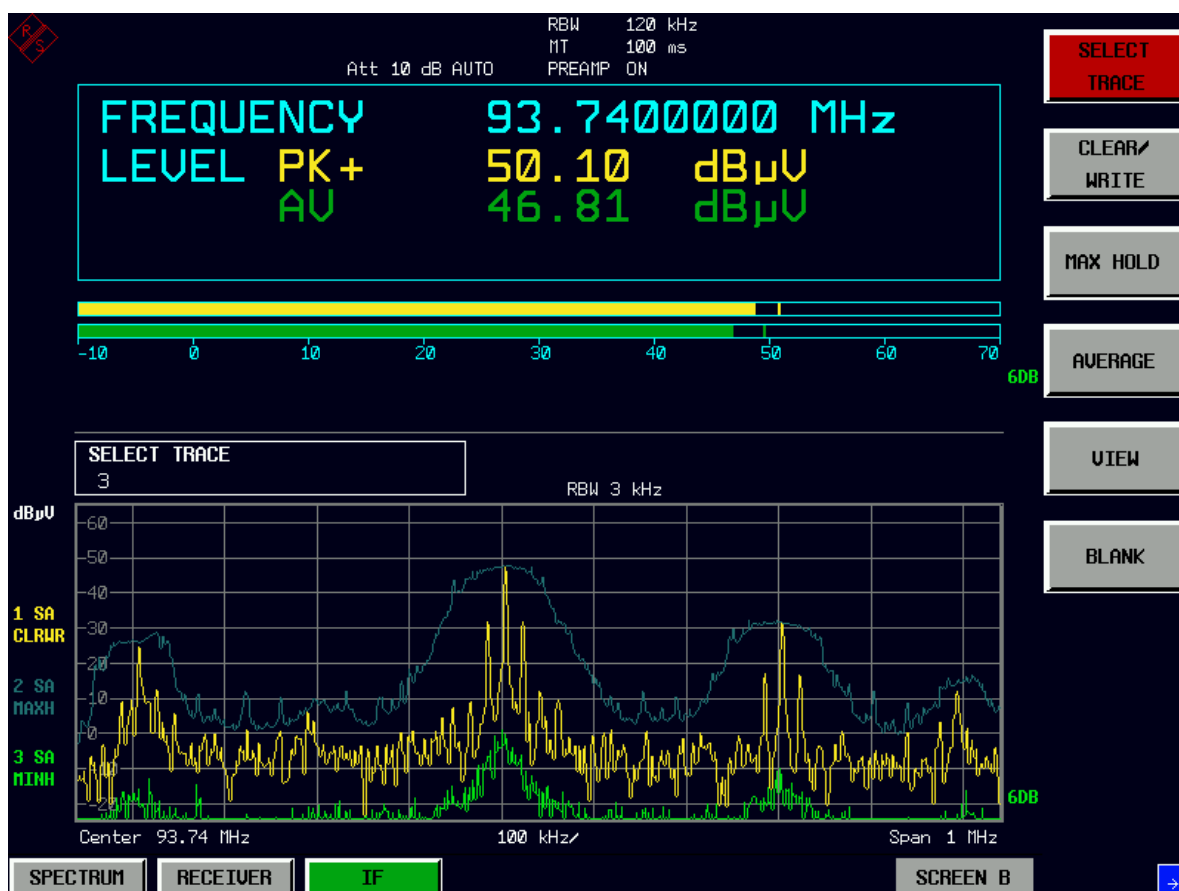 R S
RBW 120 kHz
MT 100 ms
Att 10 dB AUTO PREAMP ON
FREQUENCY 93.7400000 MHz
LEVEL PK+ 50.10 dBµV
AV 46.81 dBµV
-10 0 10 20 30 40 50 60 70
6DB
SELECT TRACE
3
RBW 3 kHz
dBµV
60
50
40
30
20
10
0
-10
-20
1 SA
CLRWR
2 SA
MAXH
3 SA
MINH
6DB
Center 93.74 MHz 100 kHz/ Span 1 MHz
SELECT
TRACE
CLEAR/
WRITE
MAX HOLD
AVERAGE
VIEW
BLANK
SPECTRUM RECEIVER IF SCREEN B